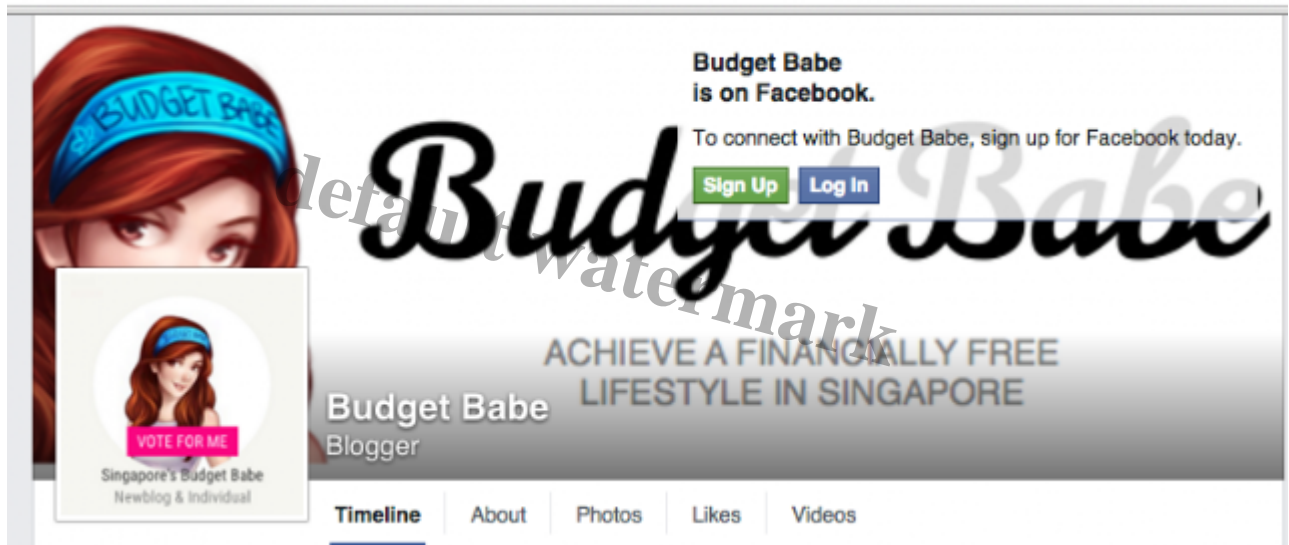 BUDGET BABE
Budget Babe
is on Facebook.
To connect with Budget Babe, sign up for Facebook today.
Sign Up Log In
Budget Babe
default watermark
ACHIEVE A FINANCIALLY FREE
LIFESTYLE IN SINGAPORE
Budget Babe
Blogger
VOTE FOR ME
Singapore's Budget Babe
Newblog & Individual
Timeline About Photos Likes Videos